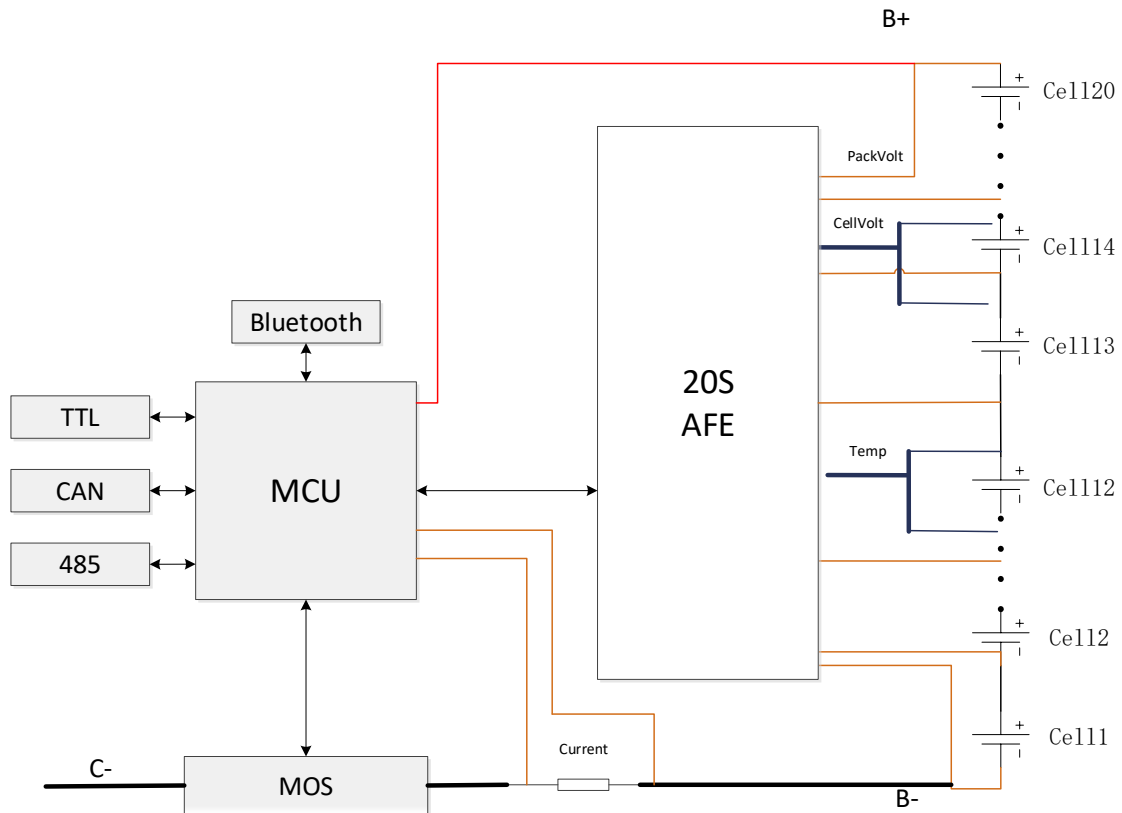 B+
Cell20
PackVolt
CellVolt
Cell14
Bluetooth
Cell13
20S
AFE
TTL
Temp
MCU
CAN
Cell12
485
Cell2
Cell1
Current
C-
MOS
B-